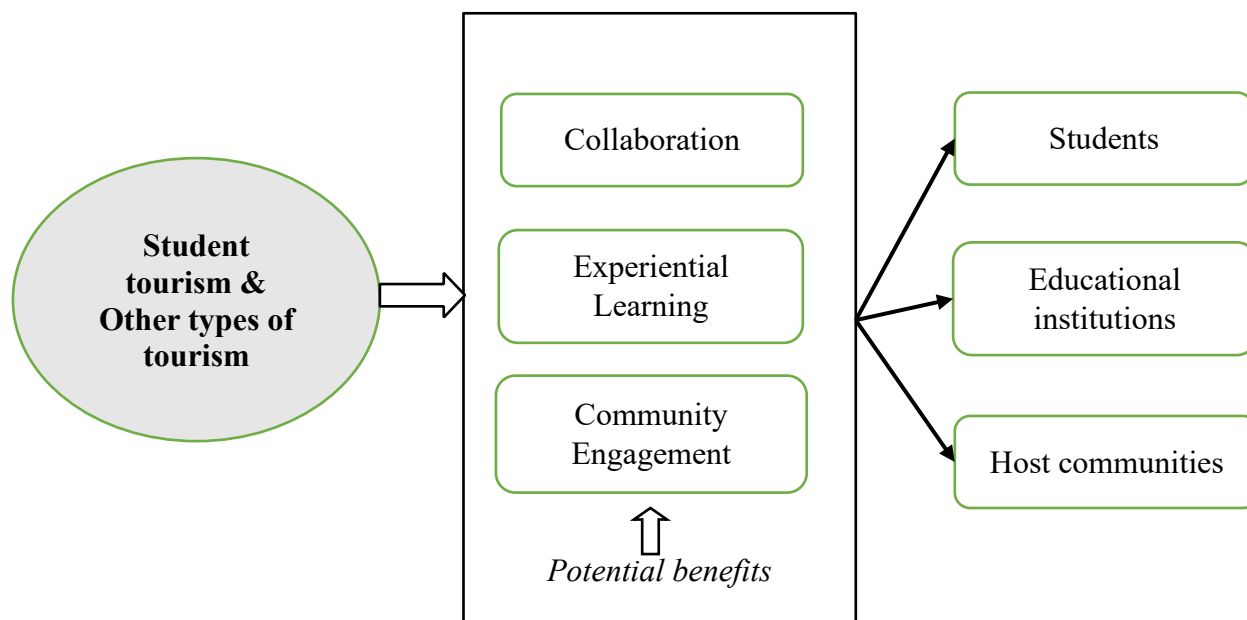 Student
tourism &
Other types of
tourism
Collaboration
Experiential
Learning
Community
Engagement
Potential benefits
Students
Educational
institutions
Host communities